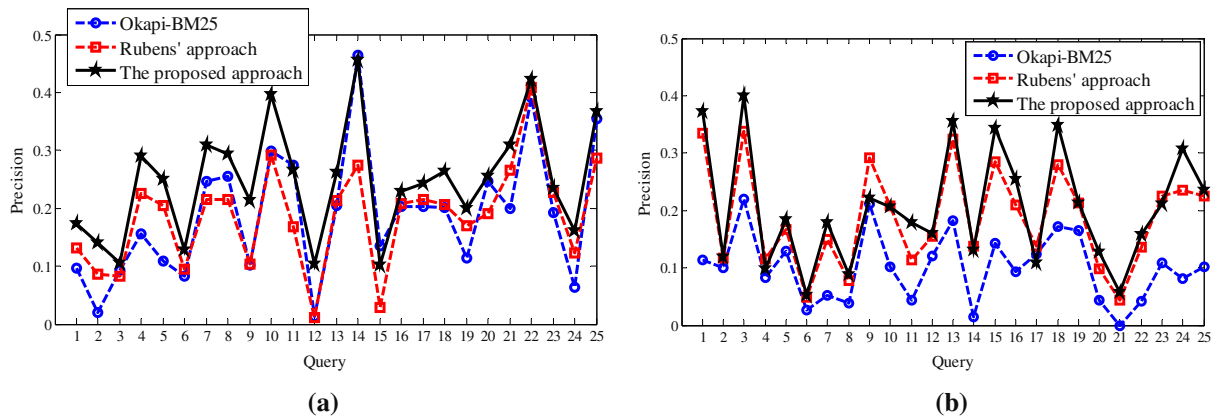 Okapi-BM25
Rubens' approach
The proposed approach
0.5
0.4
0.3
0.2
0.1
0
Precision
1 2 3 4 5 6 7 8 9 10 11 12 13 14 15 16 17 18 19 20 21 22 23 24 25
Query
(a)
Okapi-BM25
Rubens' approach
The proposed approach
0.5
0.4
0.3
0.2
0.1
0
Precision
1 2 3 4 5 6 7 8 9 10 11 12 13 14 15 16 17 18 19 20 21 22 23 24 25
Query
(b)